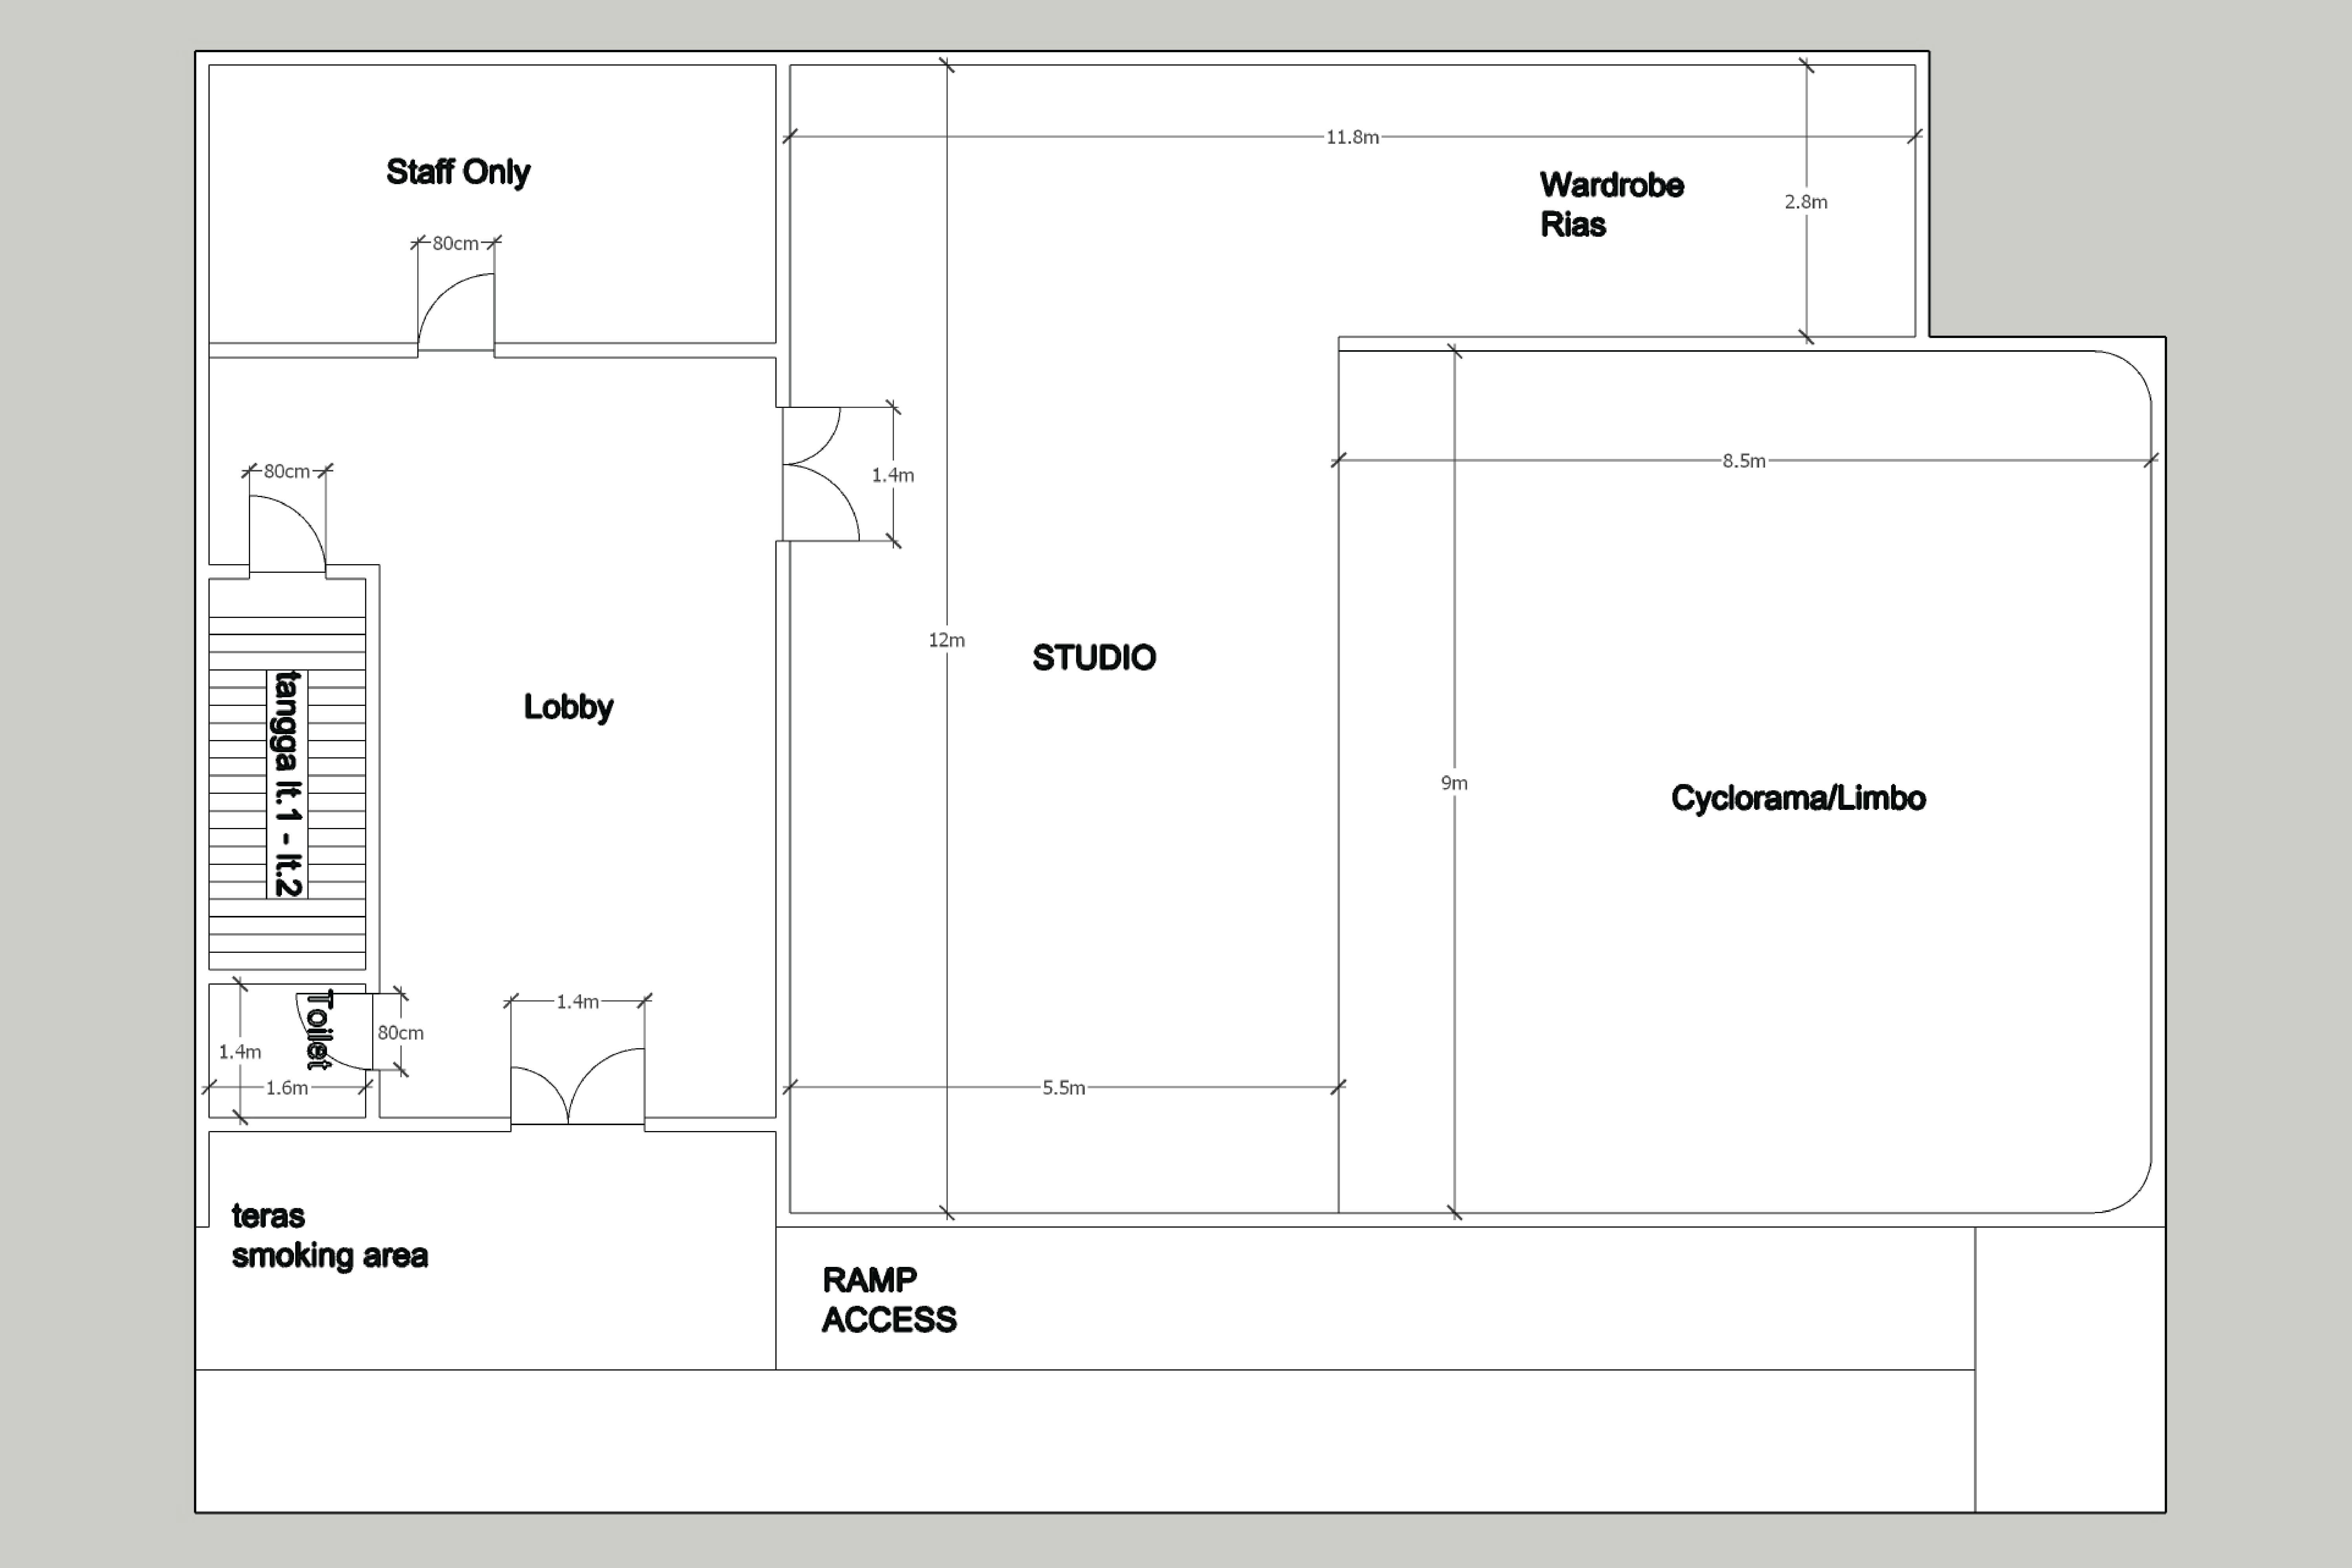 11.8m
Staff Only
Wardrobe
Rias
2.8m
80cm
80cm
1.4m
8.5m
12m
STUDIO
tangga lt.1 - lt.2
Lobby
9m
Cyclorama/Limbo
Toilet
1.4m
80cm
1.4m
1.6m
5.5m
teras
smoking area
RAMP
ACCESS